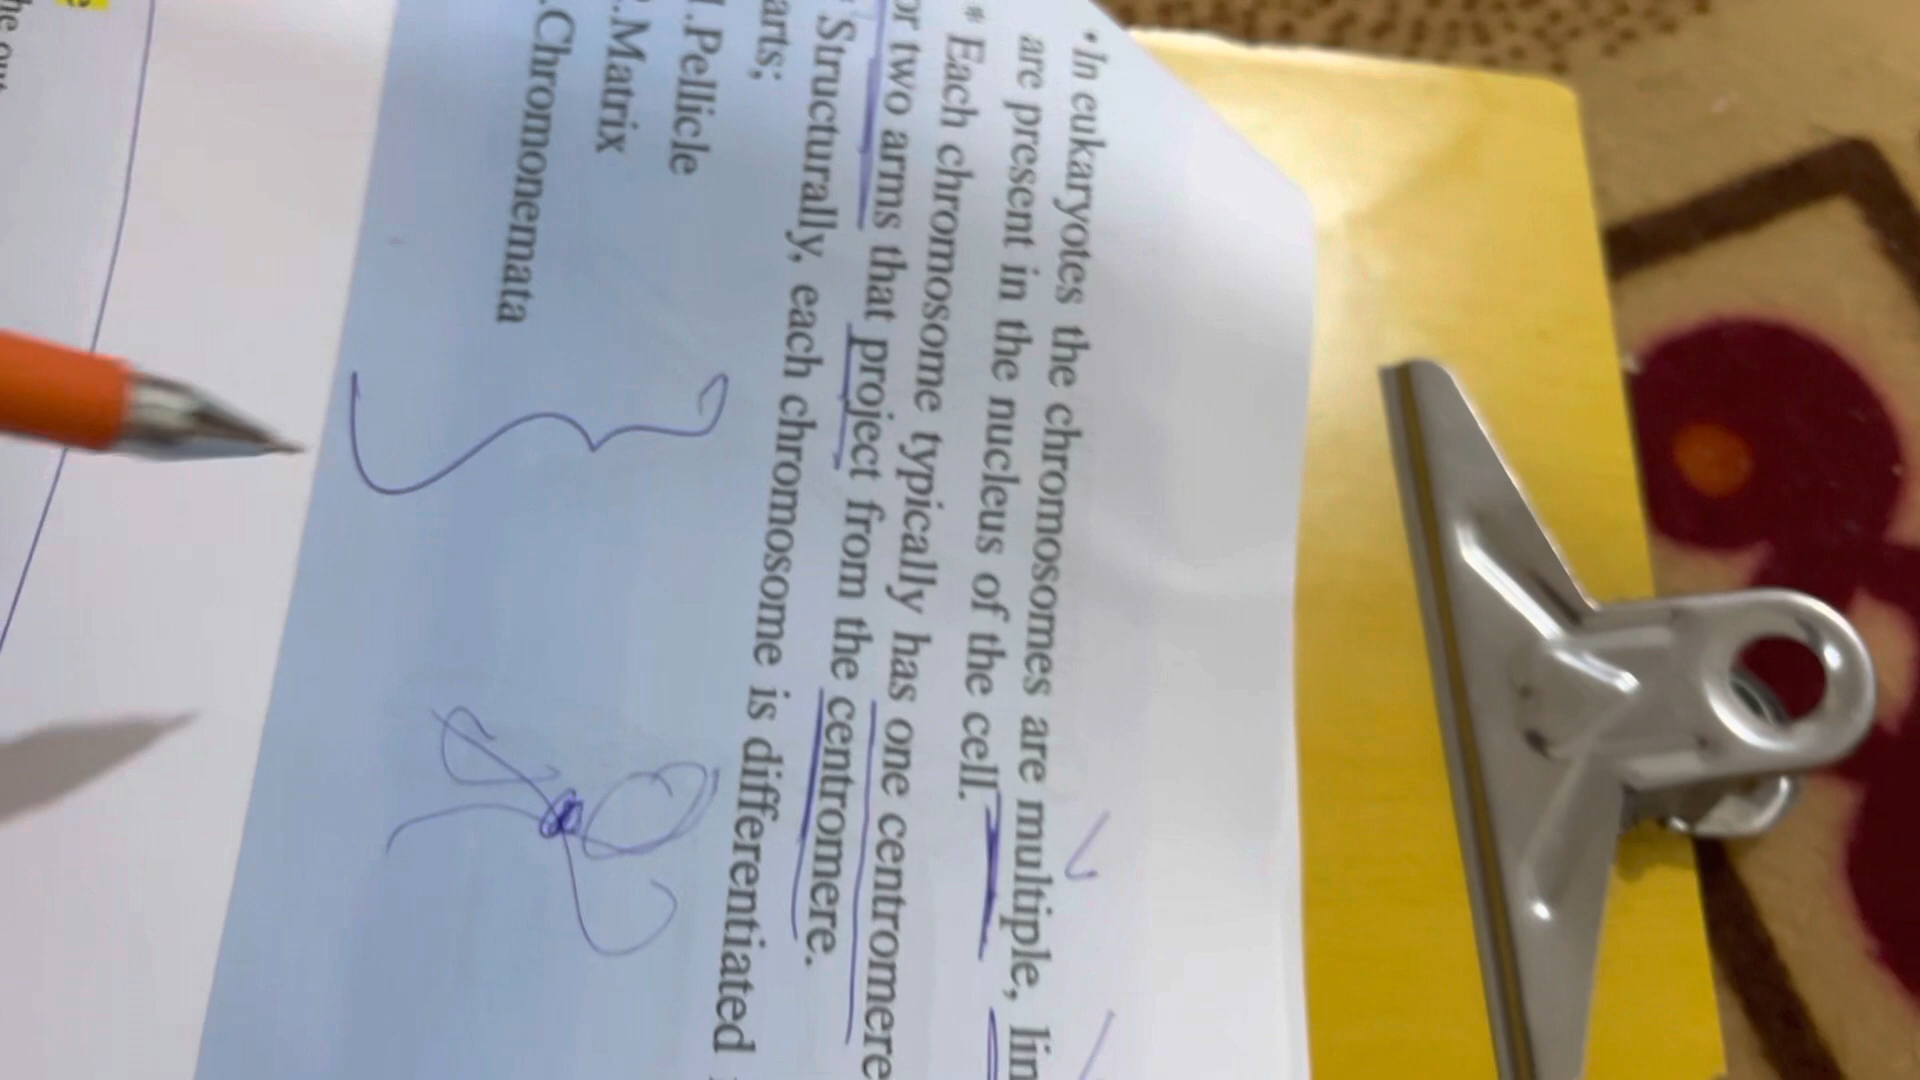 • In eukaryotes the chromosomes are multiple, lin
are present in the nucleus of the cell.
* Each chromosome typically has one centromere
or two arms that project from the centromere.
* Structurally, each chromosome is differentiated
arts;
1.Pellicle
.Matrix
.Chromonemata
he out